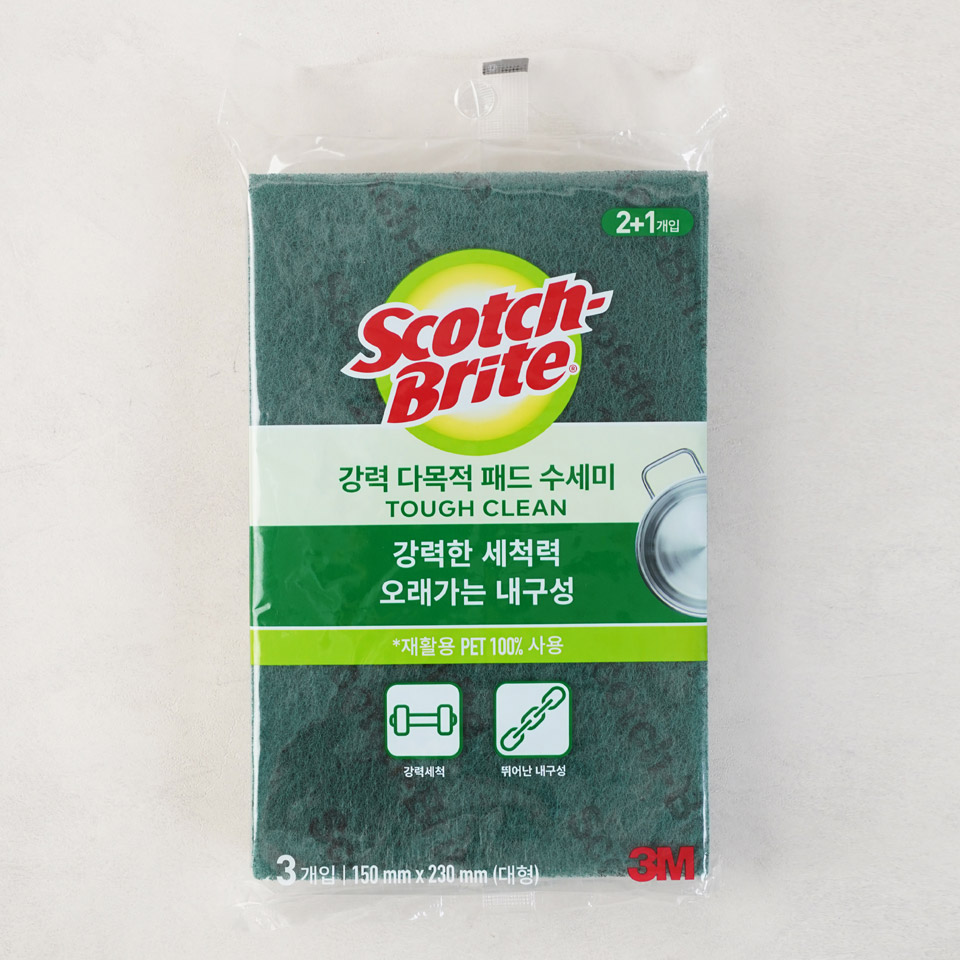 2+1개입
Scotch-
Brite®
강력 다목적 패드 수세미
TOUGH CLEAN
강력한 세척력
오래가는 내구성
*재활용 PET 100% 사용
강력세척
뛰어난 내구성
3개입 | 150 mm x 230 mm (대형)
3M